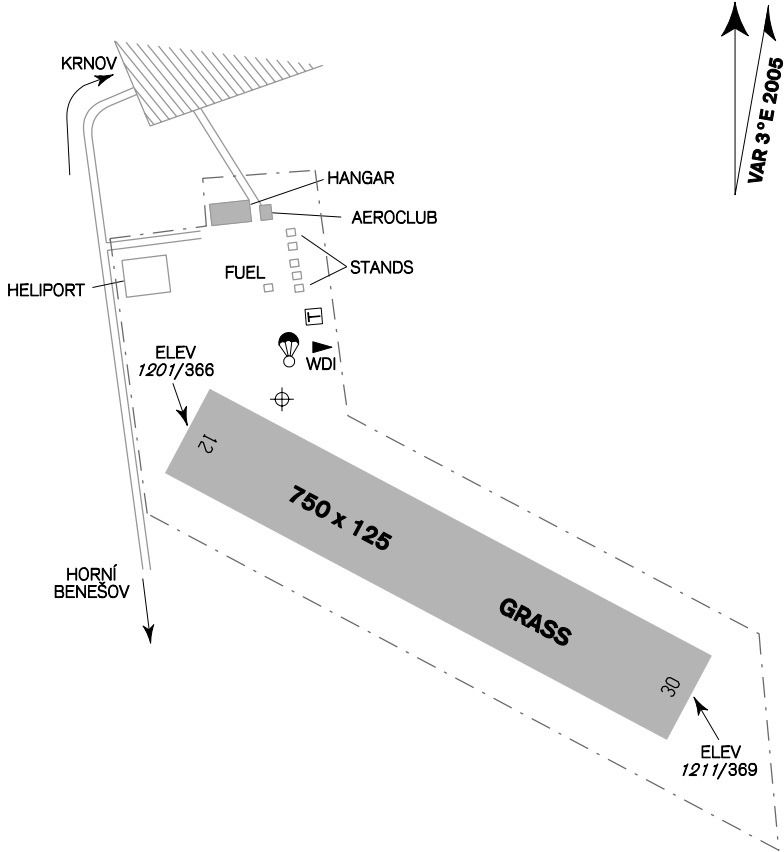 KRNOV
VAR 3°E 2005
HANGAR
AEROCLUB
FUEL
STANDS
HELIPORT
T
WDI
ELEV
1201/366
12
750 x 125
HORNÍ
BENEŠOV
GRASS
30
ELEV
1211/369